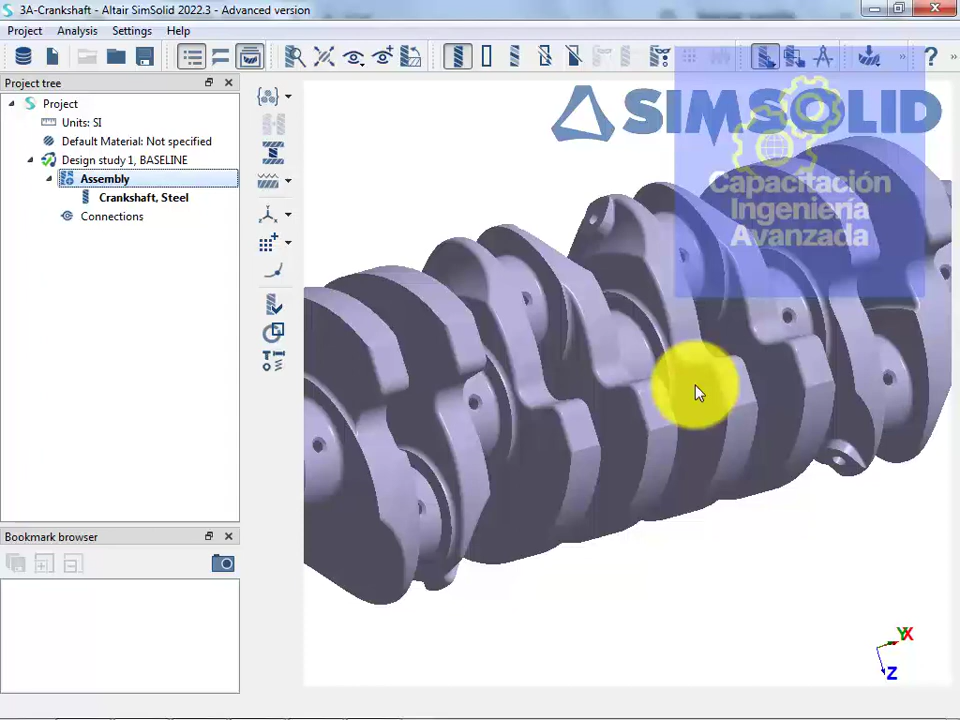 3A-Crankshaft - Altair SimSolid 2022.3 - Advanced version
Project Analysis Settings Help
Project tree
Project
Units: SI
Default Material: Not specified
Design study 1, BASELINE
Assembly
Crankshaft, Steel
Connections
Bookmark browser
SIMSOLID
Capacitación
Ingeniería
Avanzada
Y X
Z